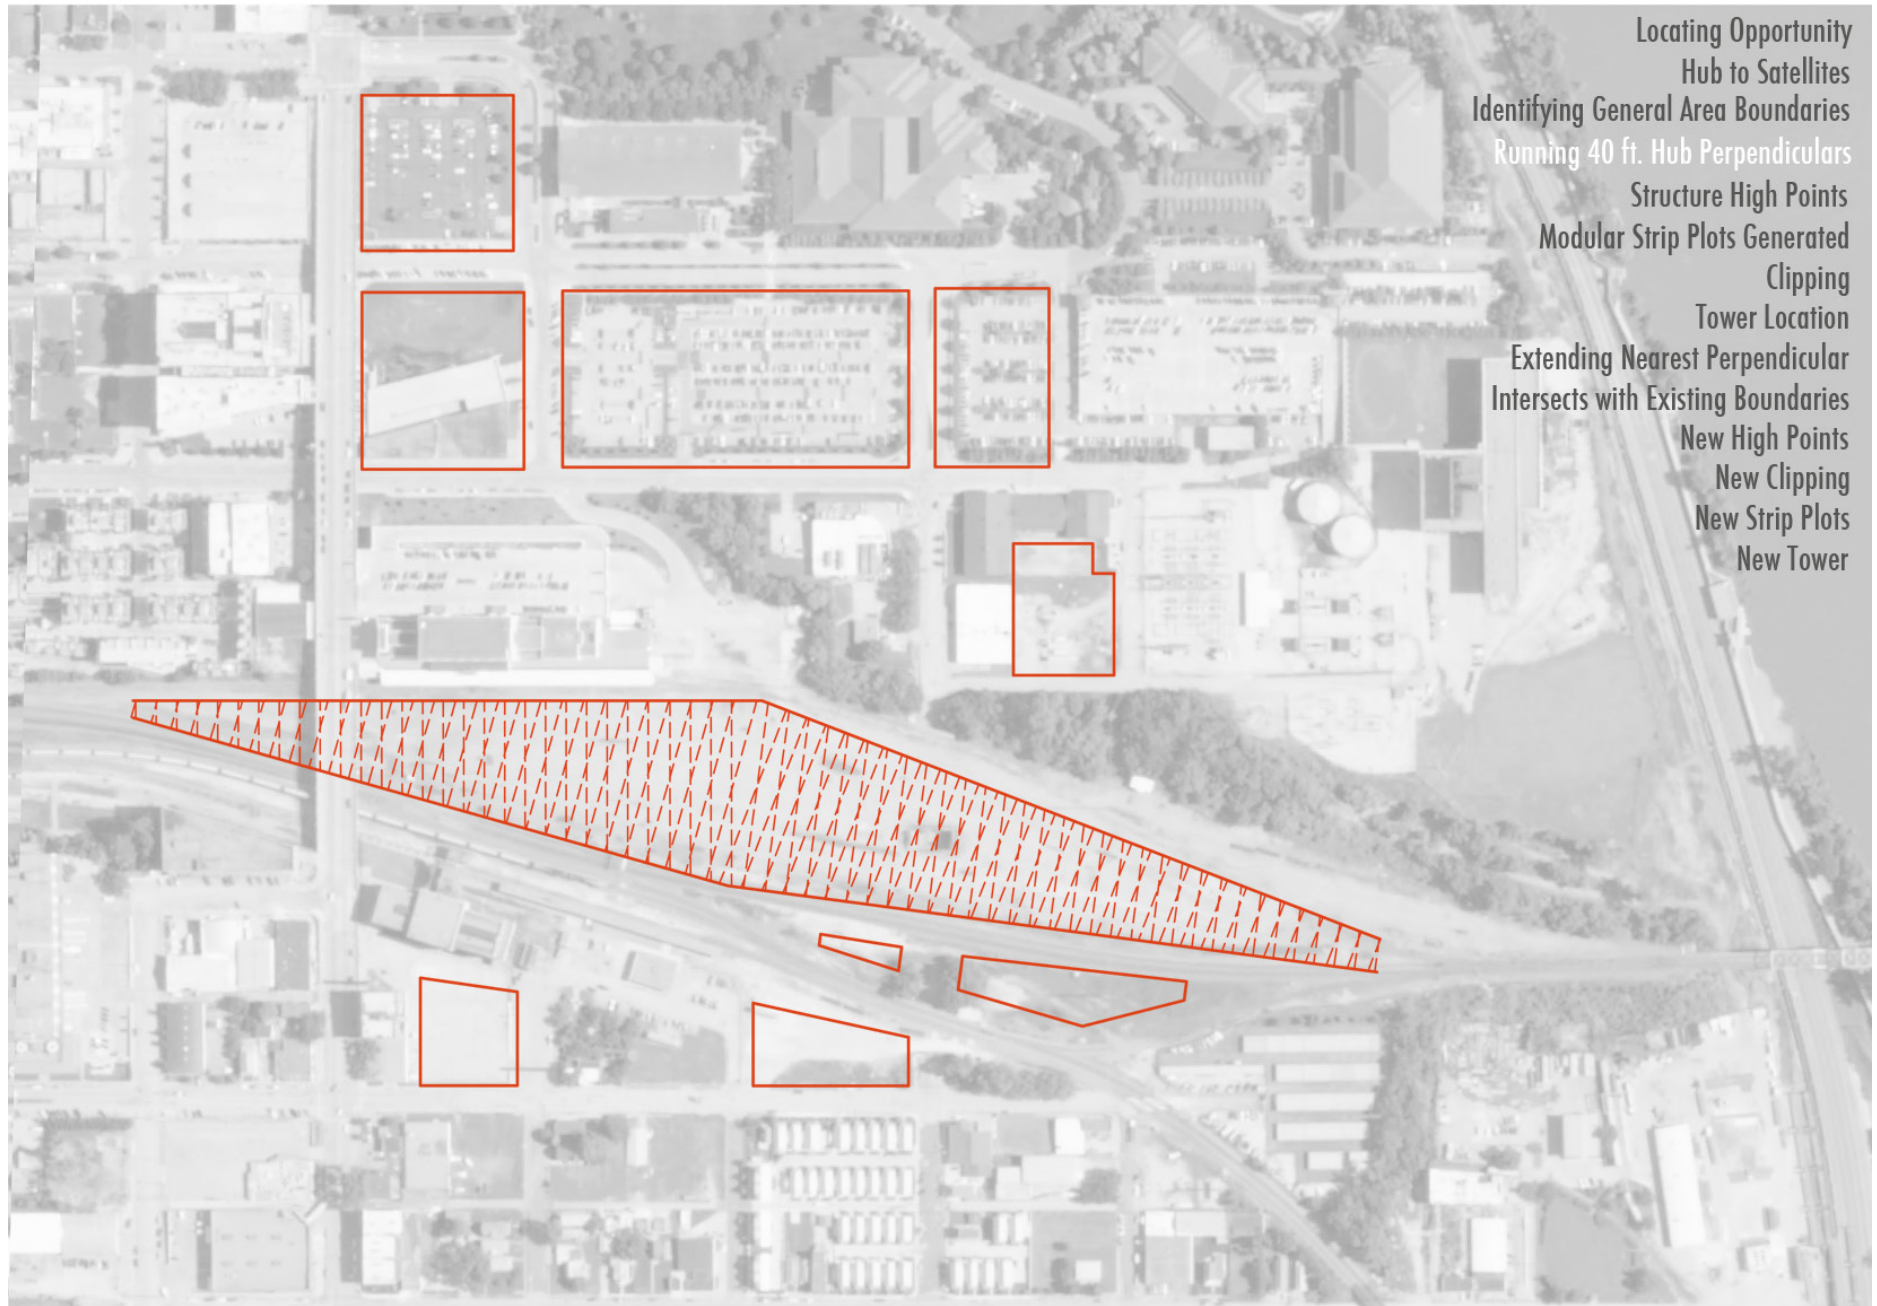 Locating Opportunity
Hub to Satellites
Identifying General Area Boundaries
Running 40 ft. Hub Perpendiculars
Structure High Points
Modular Strip Plots Generated
Clipping
Tower Location
Extending Nearest Perpendicular
Intersects with Existing Boundaries
New High Points
New Clipping
New Strip Plots
New Tower